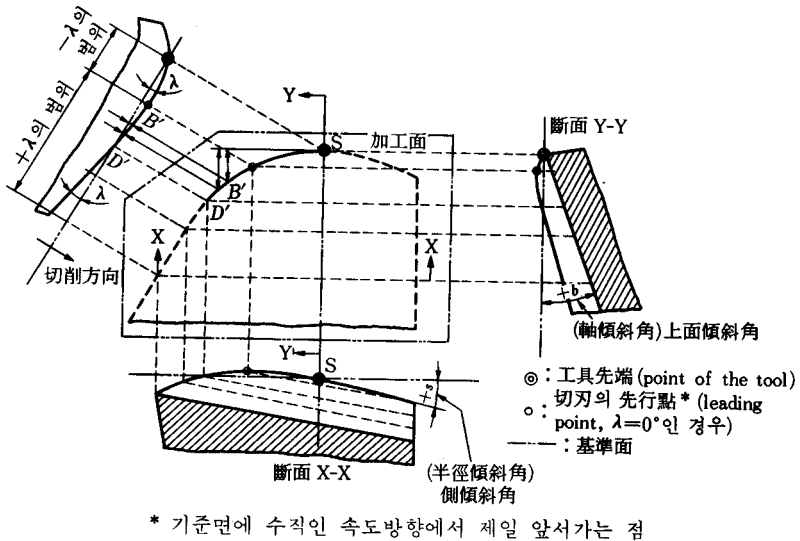 −λ의 범위
+λ의 범위
λ
B′
D
λ
切削方向
Y
S
加工面
B′
D′
X
X
Y
S
斷面 Y-Y
+b
(軸傾斜角)上面傾斜角
+s
斷面 X-X
(半徑傾斜角)
側傾斜角
◎ : 工具先端 (point of the tool)
○ : 切刃의 先行點* (leading
point, λ=0°인 경우)
—·— : 基準面
* 기준면에 수직인 속도방향에서 제일 앞서가는 점